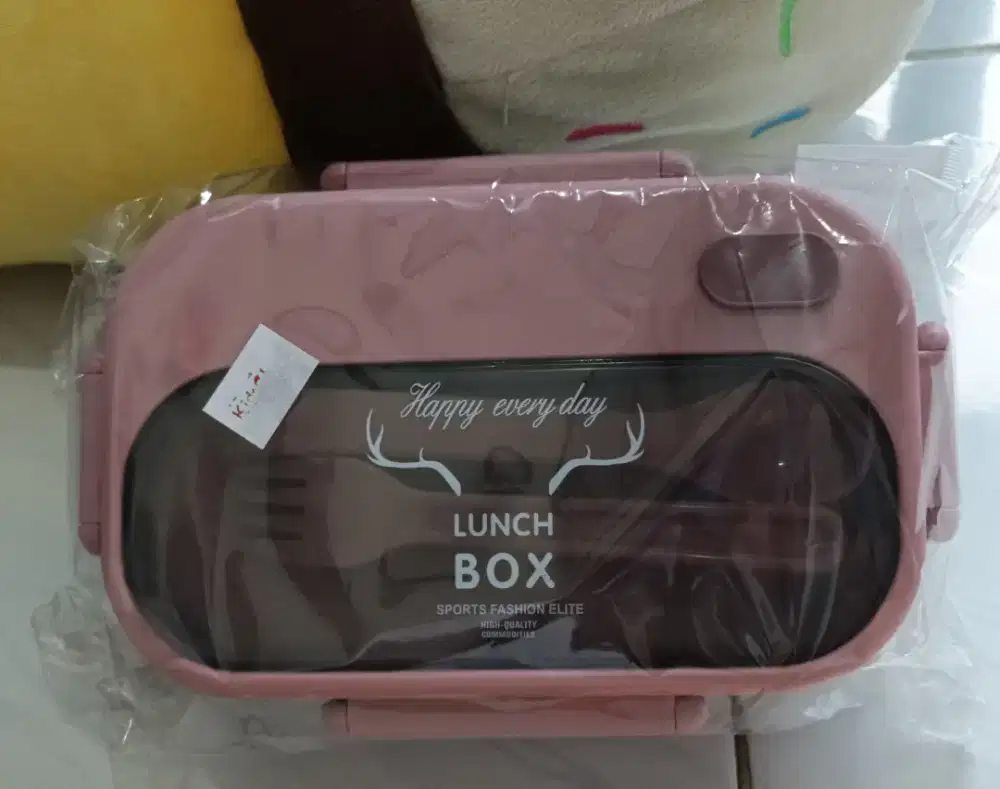 Happy every day
LUNCH
BOX
SPORTS FASHION ELITE
HIGH-QUALITY
COMMODITIES